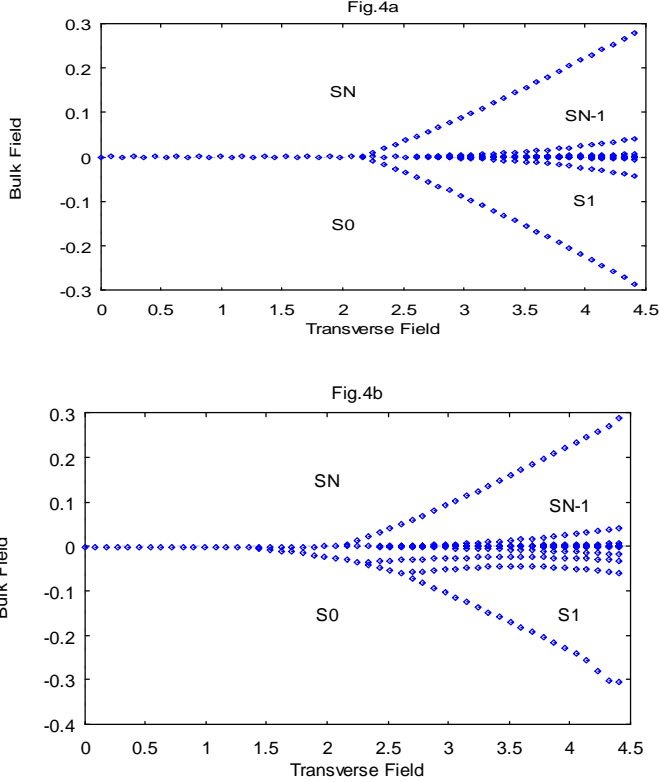 Fig.4a
0.3
0.2
0.1
0
-0.1
-0.2
-0.3
Bulk Field
SN
SN-1
S1
S0
0 0.5 1 1.5 2 2.5 3 3.5 4 4.5
Transverse Field
Fig.4b
0.3
0.2
0.1
0
-0.1
-0.2
-0.3
-0.4
Bulk Field
SN
SN-1
S0
S1
0 0.5 1 1.5 2 2.5 3 3.5 4 4.5
Transverse Field